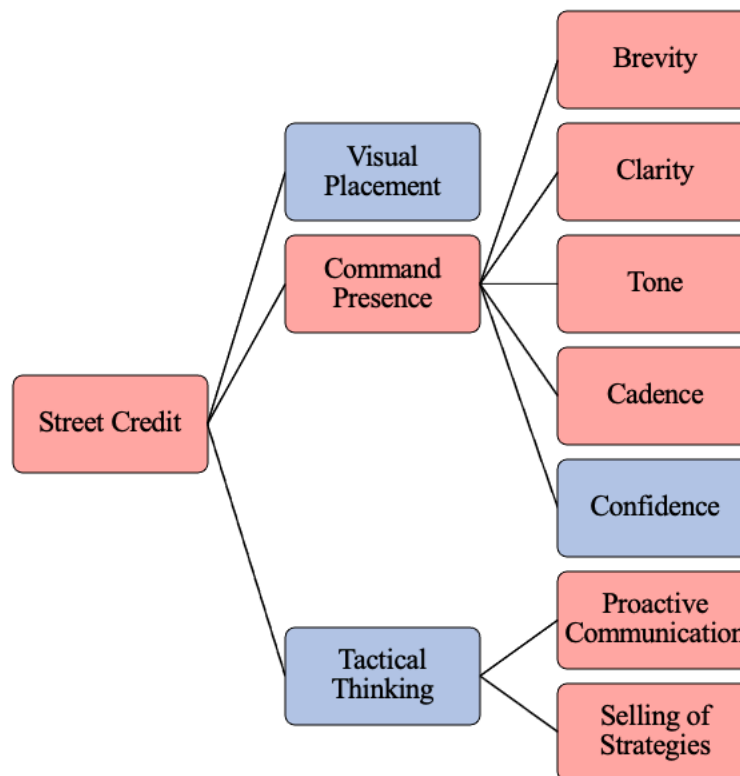 Street Credit
Visual
Placement
Command
Presence
Tactical
Thinking
Brevity
Clarity
Tone
Cadence
Confidence
Proactive
Communication
Selling of
Strategies